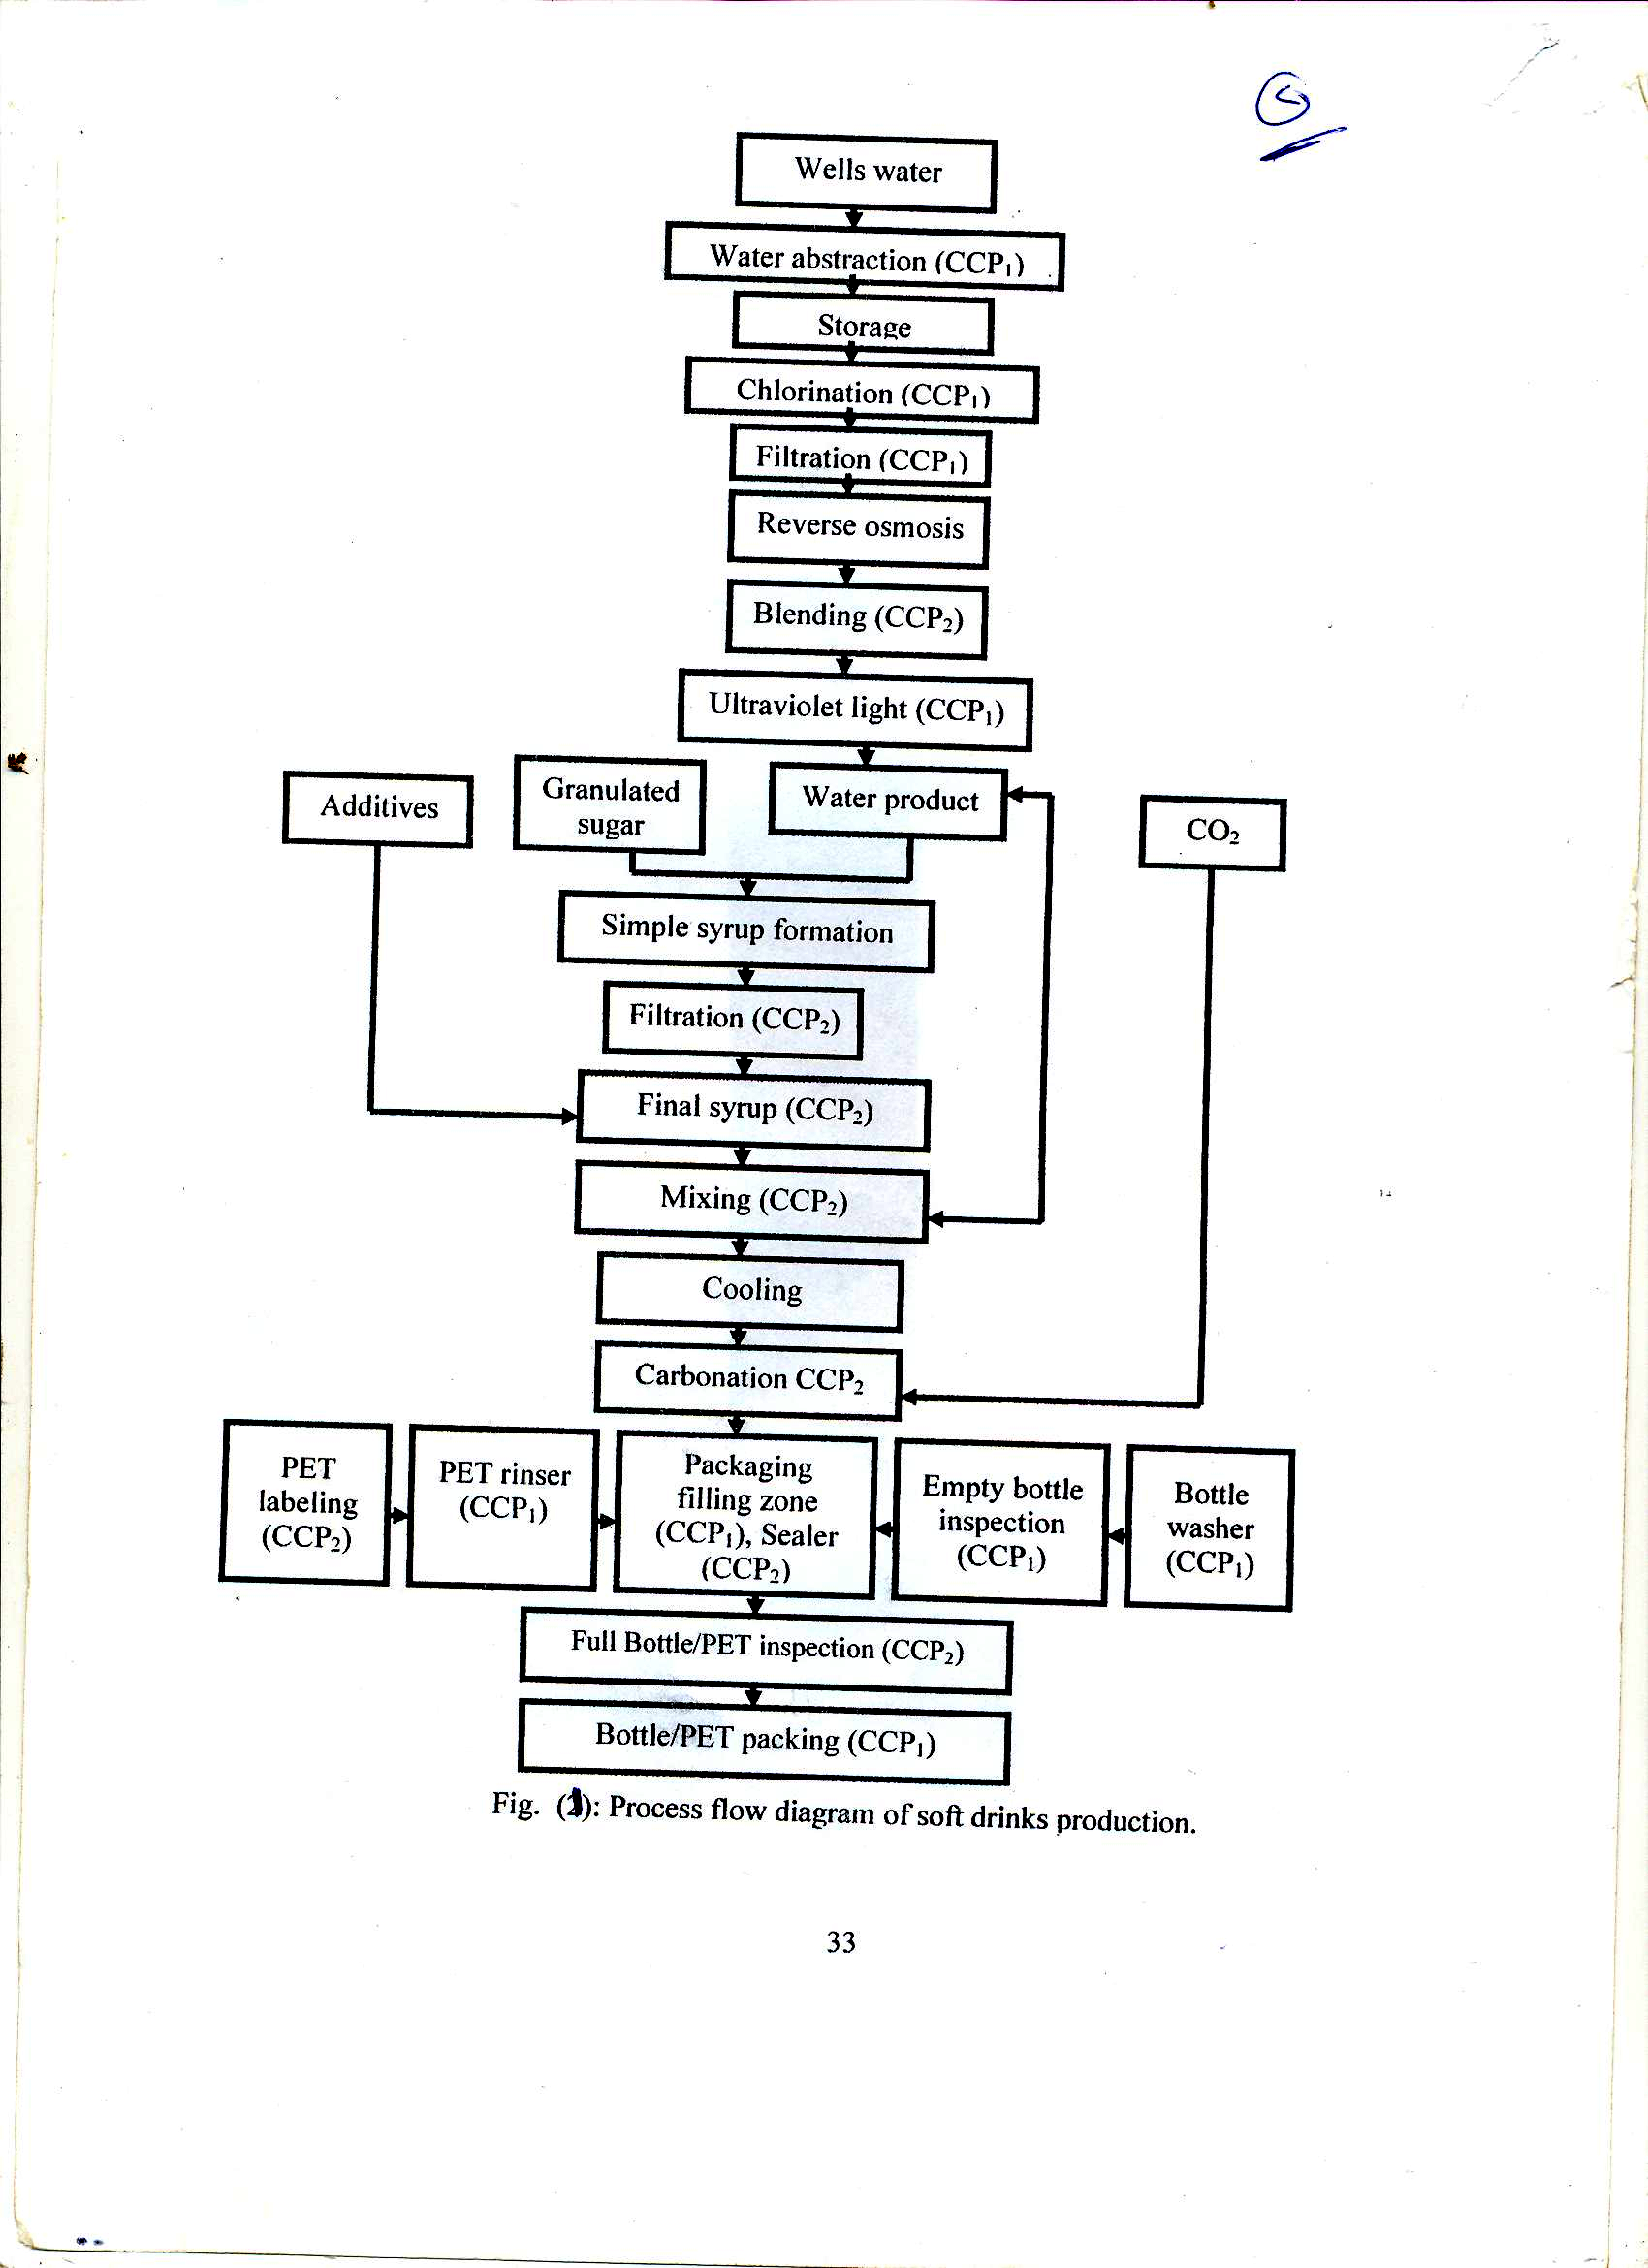 Wells water
Water abstraction (CCP₁)
Storage
Chlorination (CCP₁)
Filtration (CCP₁)
Reverse osmosis
Blending (CCP₂)
Ultraviolet light (CCP₁)
Additives
Granulated
sugar
Water product
CO₂
Simple syrup formation
Filtration (CCP₂)
Final syrup (CCP₂)
Mixing (CCP₂)
Cooling
Carbonation CCP₂
PET
labeling
(CCP₂)
PET rinser
(CCP₁)
Packaging
filling zone
(CCP₁), Sealer
(CCP₂)
Empty bottle
inspection
(CCP₁)
Bottle
washer
(CCP₁)
Full Bottle/PET inspection (CCP₂)
Bottle/PET packing (CCP₁)
Fig. (1): Process flow diagram of soft drinks production.
33